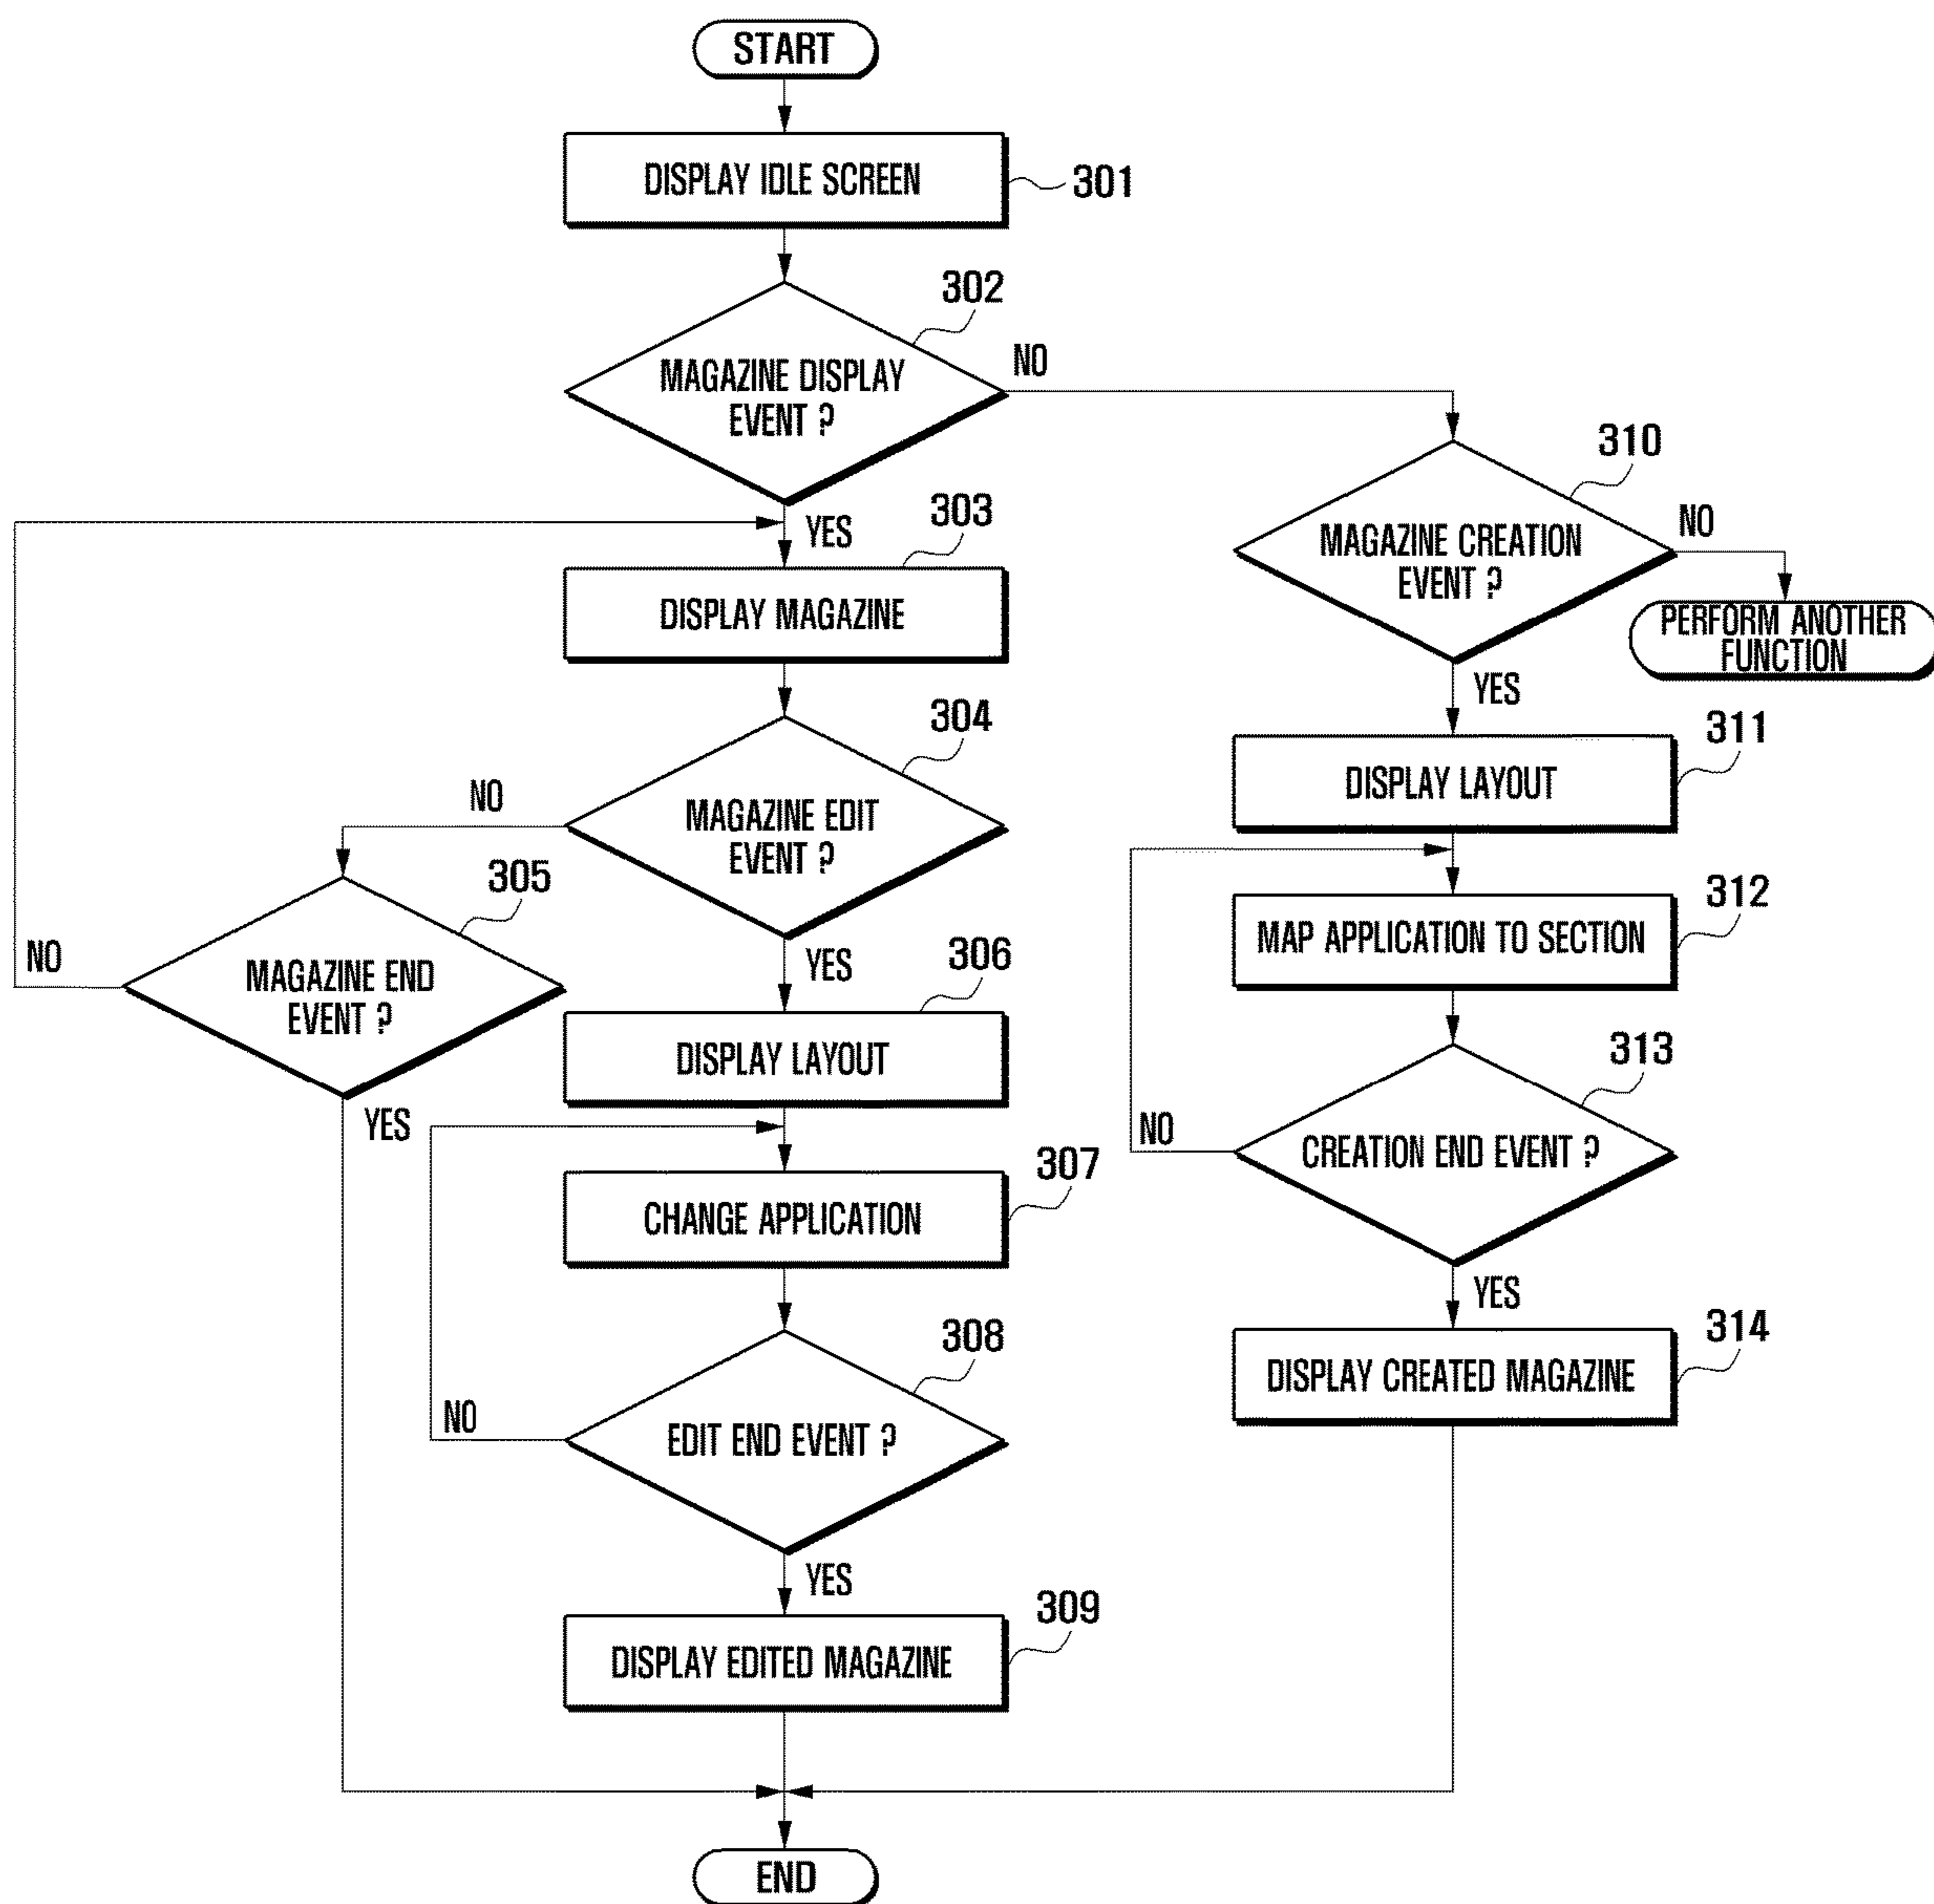 START
DISPLAY IDLE SCREEN
301
302
MAGAZINE DISPLAY
EVENT ?
NO
YES
303
DISPLAY MAGAZINE
304
MAGAZINE EDIT
EVENT ?
NO
305
MAGAZINE END
EVENT ?
NO
YES
YES
306
DISPLAY LAYOUT
307
CHANGE APPLICATION
308
EDIT END EVENT ?
NO
YES
309
DISPLAY EDITED MAGAZINE
310
MAGAZINE CREATION
EVENT ?
NO
PERFORM ANOTHER
FUNCTION
YES
311
DISPLAY LAYOUT
312
MAP APPLICATION TO SECTION
313
CREATION END EVENT ?
NO
YES
314
DISPLAY CREATED MAGAZINE
END